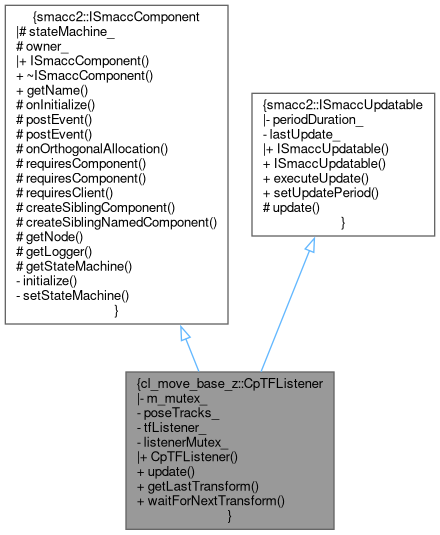 {smacc2::ISmaccComponent
|# stateMachine_
# owner_
|+ ISmaccComponent()
+ ~ISmaccComponent()
+ getName()
# onInitialize()
# postEvent()
# postEvent()
# onOrthogonalAllocation()
# requiresComponent()
# requiresComponent()
# requiresClient()
# createSiblingComponent()
# createSiblingNamedComponent()
# getNode()
# getLogger()
# getStateMachine()
- initialize()
- setStateMachine()
}
{smacc2::ISmaccUpdatable
|- periodDuration_
- lastUpdate_
|+ ISmaccUpdatable()
+ ISmaccUpdatable()
+ executeUpdate()
+ setUpdatePeriod()
# update()
}
{cl_move_base_z::CpTFListener
|- m_mutex_
- poseTracks_
- tfListener_
- listenerMutex_
|+ CpTFListener()
+ update()
+ getLastTransform()
+ waitForNextTransform()
}